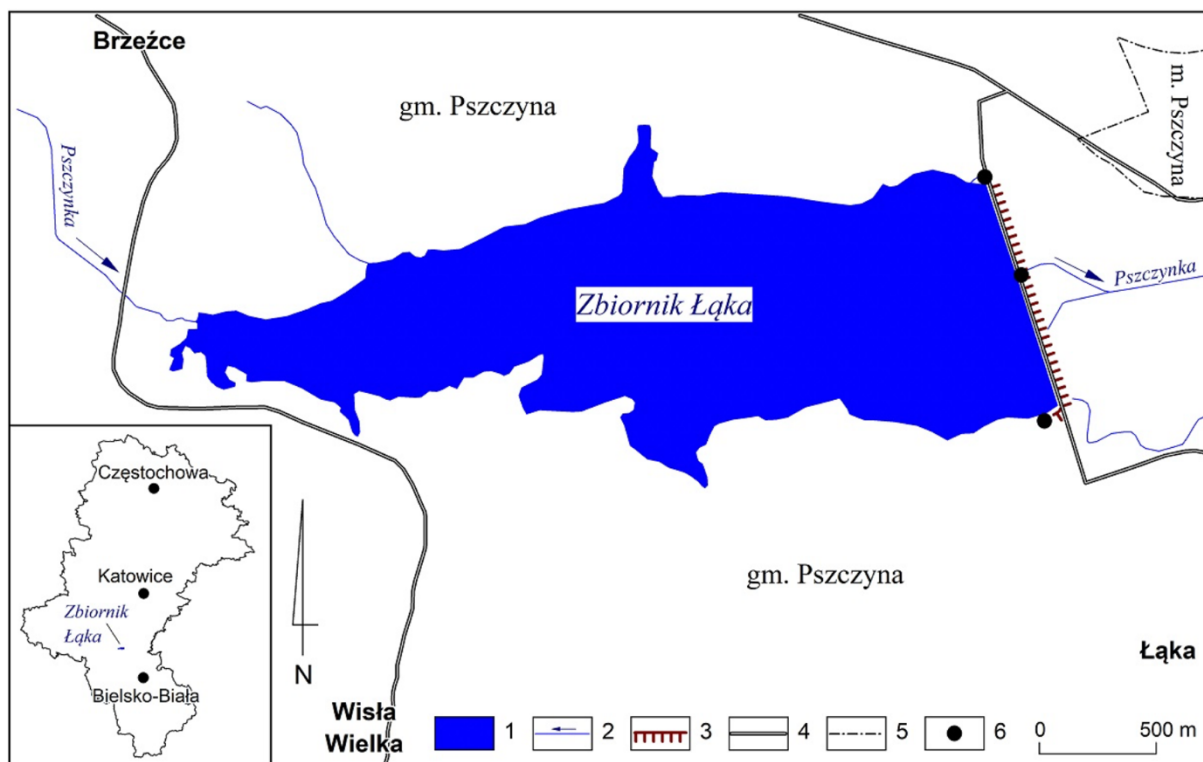 Brzeźce
gm. Pszczyna
m. Pszczyna
Pszczynka
Zbiornik Łąka
Pszczynka
Częstochowa
Katowice
Zbiornik
Łąka
Bielsko-Biała
N
gm. Pszczyna
Łąka
Wisła
Wielka
1 2 3 4 5 6 0 500 m